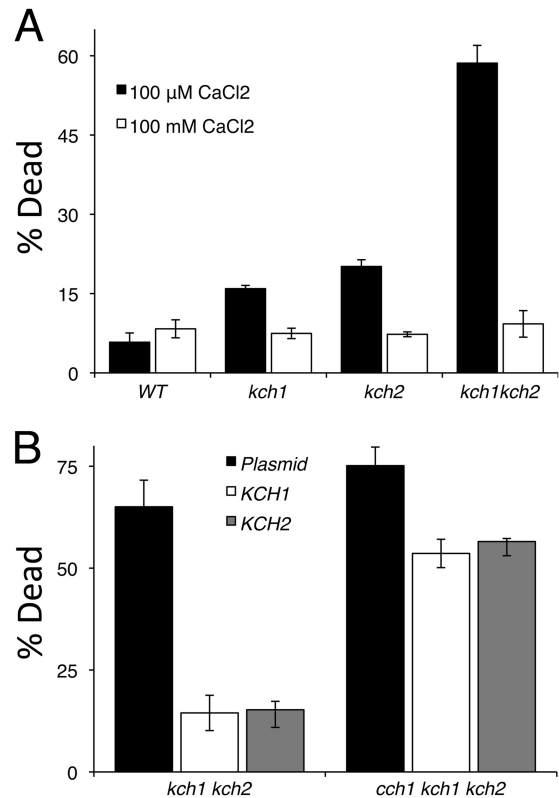 A
% Dead
60
45
30
15
0
100 µM CaCl2
100 mM CaCl2
WT kch1 kch2 kch1kch2
B
% Dead
75
50
25
0
Plasmid
KCH1
KCH2
kch1 kch2 cch1 kch1 kch2